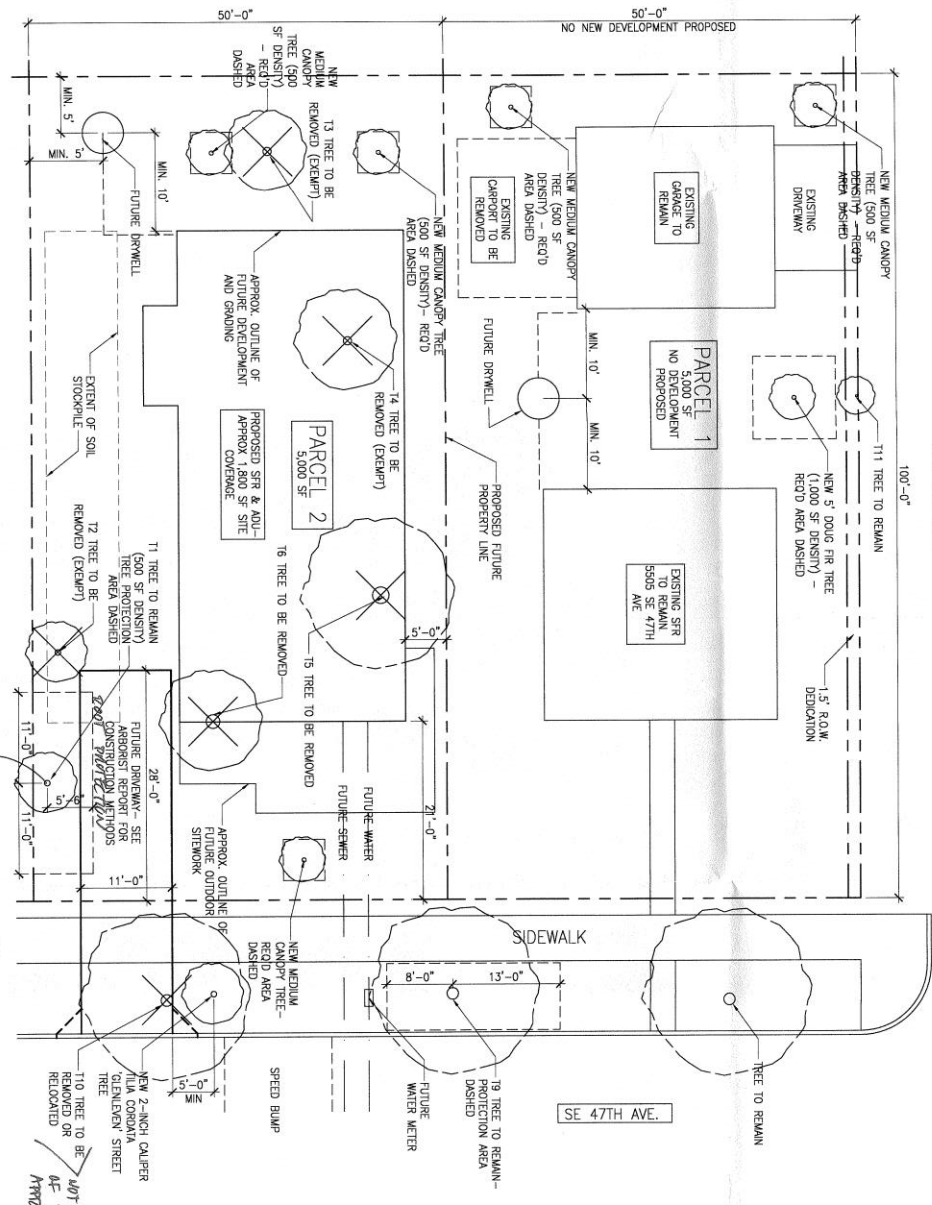 50'-0"
50'-0"
NO NEW DEVELOPMENT PROPOSED
NEW
MEDIUM
CANOPY
TREE (500
SF DENSITY)
- REQ'D
AREA
DASHED
T3 TREE TO BE
REMOVED (EXEMPT)
MIN. 5'
MIN. 5'
MIN. 10'
FUTURE DRYWELL
NEW MEDIUM CANOPY TREE
(500 SF DENSITY)- REQ'D
AREA DASHED
NEW MEDIUM CANOPY
TREE (500 SF
DENSITY) - REQ'D
AREA DASHED
EXISTING
CARPORT TO BE
REMOVED
EXISTING
GARAGE TO
REMAIN
EXISTING
DRIVEWAY
NEW MEDIUM CANOPY
TREE (500 SF
DENSITY) - REQ'D
AREA DASHED
100'-0"
APPROX. OUTLINE OF
FUTURE DEVELOPMENT
AND GRADING
T4 TREE TO BE
REMOVED (EXEMPT)
FUTURE DRYWELL
MIN. 10'
MIN. 10'
PARCEL 1
5,000 SF
NO DEVELOPMENT
PROPOSED
T11 TREE TO REMAIN
NEW 5' DOUG FIR TREE
(1,000 SF DENSITY) -
REQ'D AREA DASHED
EXTENT OF SOIL
STOCKPILE
PARCEL 2
5,000 SF
PROPOSED SFR & ADU-
APPROX 1,800 SF SITE
COVERAGE
PROPOSED FUTURE
PROPERTY LINE
EXISTING SFR
TO REMAIN
5505 SE 47TH
AVE
1.5' R.O.W.
DEDICATION
T2 TREE TO BE
REMOVED (EXEMPT)
T1 TREE TO REMAIN
(500 SF DENSITY)
TREE PROTECTION
AREA DASHED
T6 TREE TO BE REMOVED
T5 TREE TO BE REMOVED
5'-0"
ROOT PROTECTION
FUTURE DRIVEWAY- SEE
ARBORIST REPORT FOR
CONSTRUCTION METHODS
28'-0"
11'-0"
11'-0"
5'-6"
11'-0"
21'-0"
FUTURE SEWER
FUTURE WATER
APPROX. OUTLINE OF
FUTURE OUTDOOR
SITEWORK
NEW MEDIUM
CANOPY TREE-
REQ'D AREA
DASHED
SIDEWALK
8'-0"
13'-0"
T10 TREE TO BE
REMOVED OR
RELOCATED
NEW 2-INCH CALIPER
TILIA CORDATA
'GLENLEVEN' STREET
TREE
5'-0"
MIN
SPEED BUMP
FUTURE
WATER METER
T9 TREE TO REMAIN-
PROTECTION AREA
DASHED
SE 47TH AVE.
TREE TO REMAIN
NOT
OF